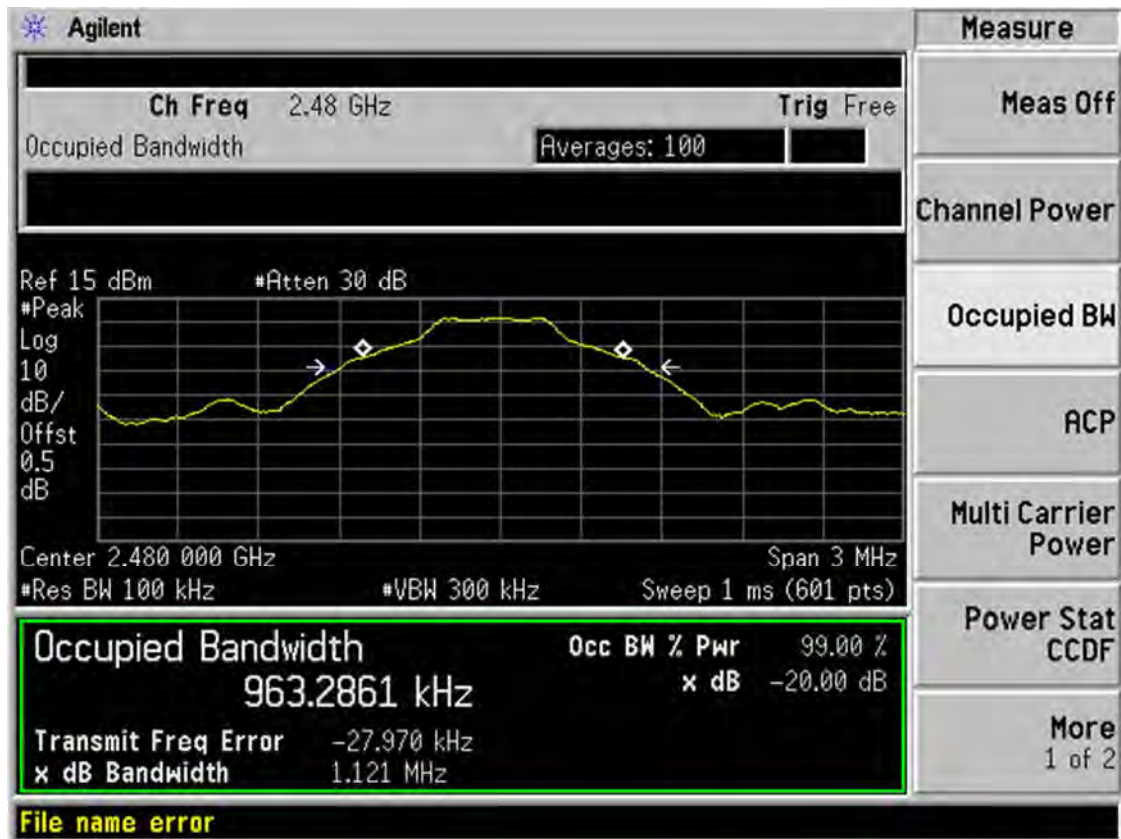 Agilent
Measure
Ch Freq 2.48 GHz Trig Free
Occupied Bandwidth Averages: 100
Ref 15 dBm #Atten 30 dB
#Peak
Log
10
dB/
Offst
0.5
dB
Center 2.480 000 GHz Span 3 MHz
#Res BW 100 kHz #VBW 300 kHz Sweep 1 ms (601 pts)
Occupied Bandwidth
963.2861 kHz
Occ BW % Pwr 99.00 %
x dB -20.00 dB
Transmit Freq Error -27.970 kHz
x dB Bandwidth 1.121 MHz
File name error
Meas Off
Channel Power
Occupied BW
ACP
Multi Carrier
Power
Power Stat
CCDF
More
1 of 2